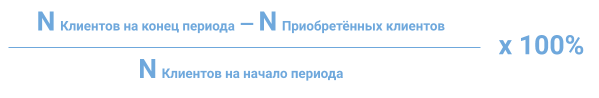 N Клиентов на конец периода – N Приобретённых клиентов
x 100%
N Клиентов на начало периода